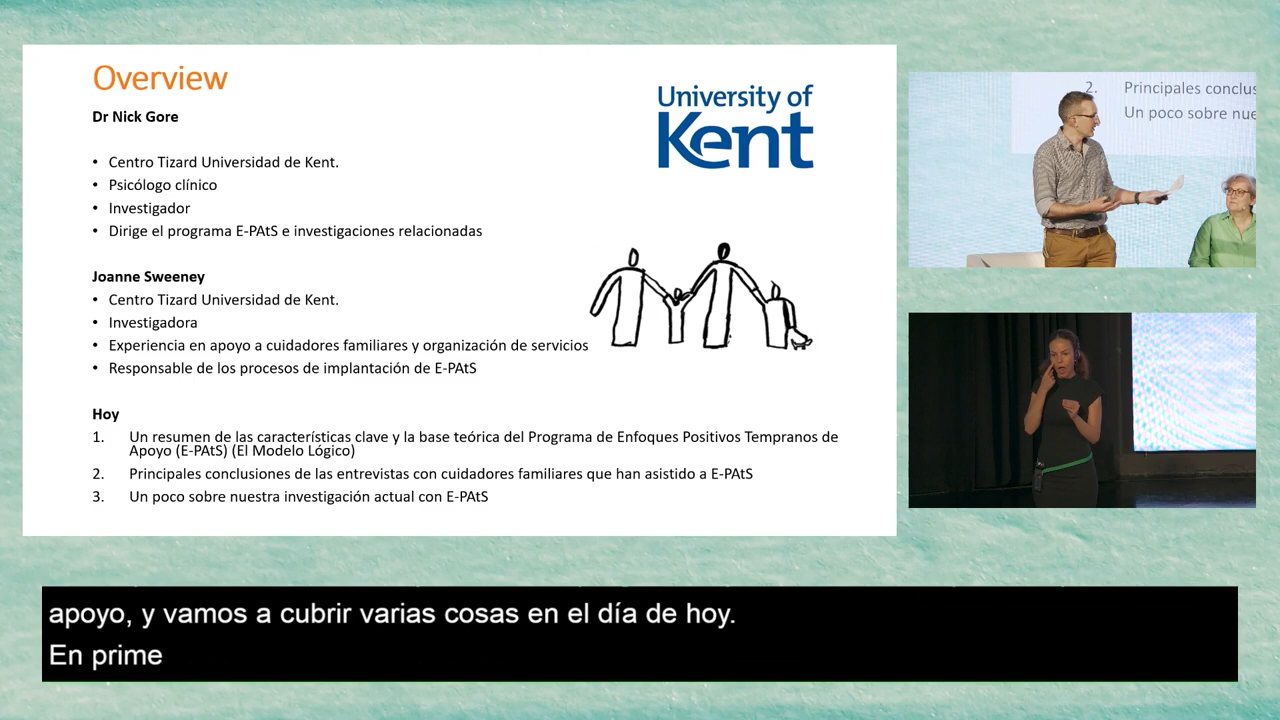 Overview
Dr Nick Gore
University of
Kent
• Centro Tizard Universidad de Kent.
• Psicólogo clínico
• Investigador
• Dirige el programa E-PAtS e investigaciones relacionadas
Joanne Sweeney
• Centro Tizard Universidad de Kent.
• Investigadora
• Experiencia en apoyo a cuidadores familiares y organización de servicios
• Responsable de los procesos de implantación de E-PAtS
Hoy
1. Un resumen de las características clave y la base teórica del Programa de Enfoques Positivos Tempranos de
Apoyo (E-PAtS) (El Modelo Lógico)
2. Principales conclusiones de las entrevistas con cuidadores familiares que han asistido a E-PAtS
3. Un poco sobre nuestra investigación actual con E-PAtS
2. Principales conclus
Un poco sobre nue
apoyo, y vamos a cubrir varias cosas en el día de hoy.
En prime